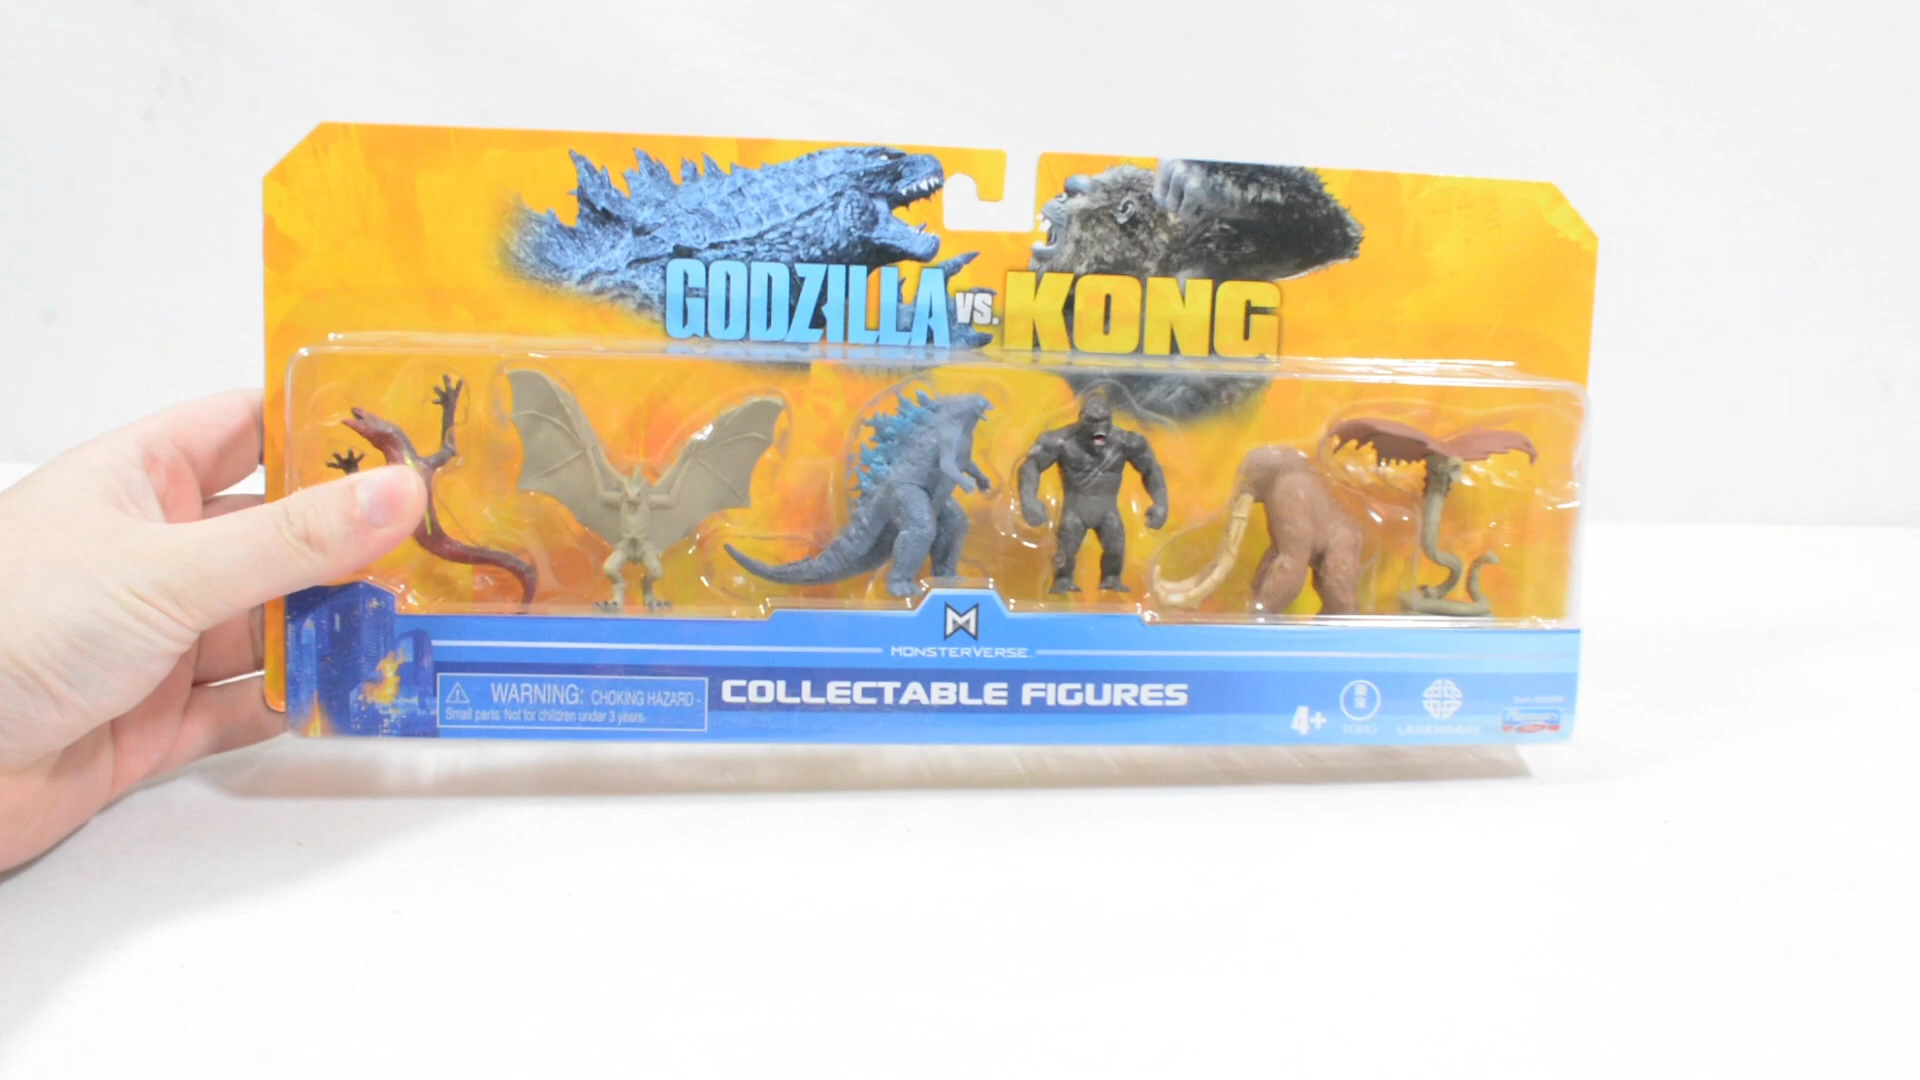 GODZILLA VS. KONG
M
MONSTERVERSE
WARNING: CHOKING HAZARD -
Small parts. Not for children under 3 years.
COLLECTABLE FIGURES
4+
LEGENDARY
Playmates